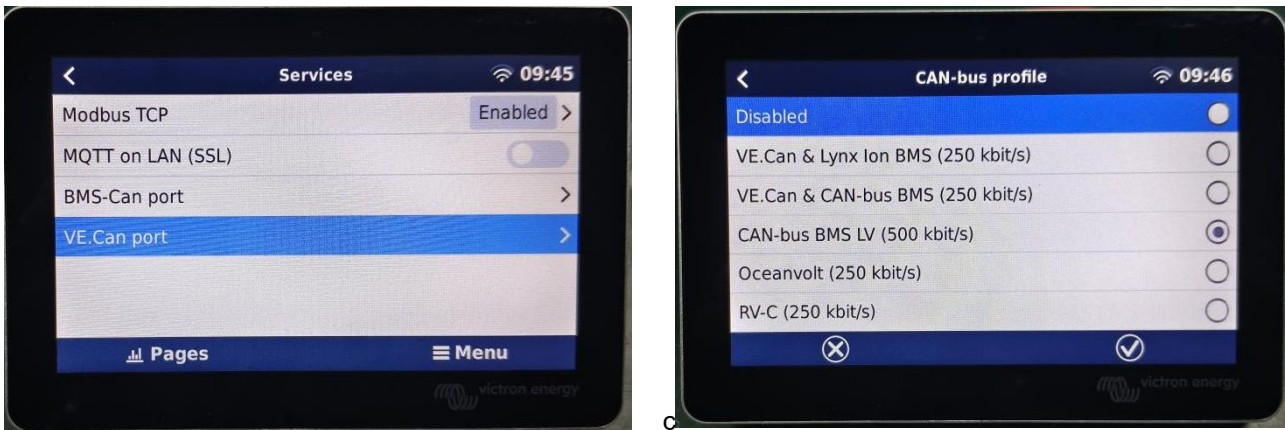 Services
09:45
Modbus TCP
Enabled
MQTT on LAN (SSL)
BMS-Can port
VE.Can port
Pages
Menu
victron energy
CAN-bus profile
09:46
Disabled
VE.Can & Lynx Ion BMS (250 kbit/s)
VE.Can & CAN-bus BMS (250 kbit/s)
CAN-bus BMS LV (500 kbit/s)
Oceanvolt (250 kbit/s)
RV-C (250 kbit/s)
victron energy
c